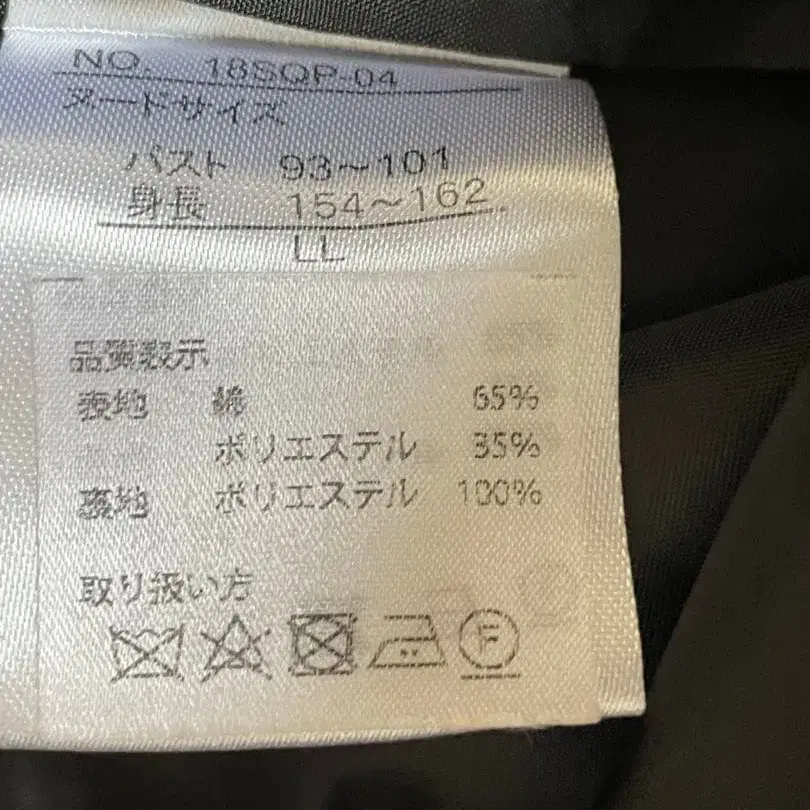 NO. 18SQP-04
ヌードサイズ
バスト 93〜101
身長 154〜162
LL
品質表示
表地 綿 65%
ポリエステル 35%
裏地 ポリエステル 100%
取り扱い方
F